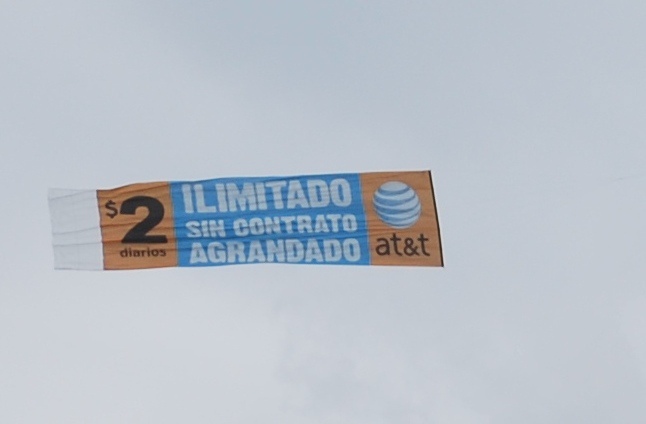 $2
diarios
ILIMITADO
SIN CONTRATO
AGRANDADO
at&t